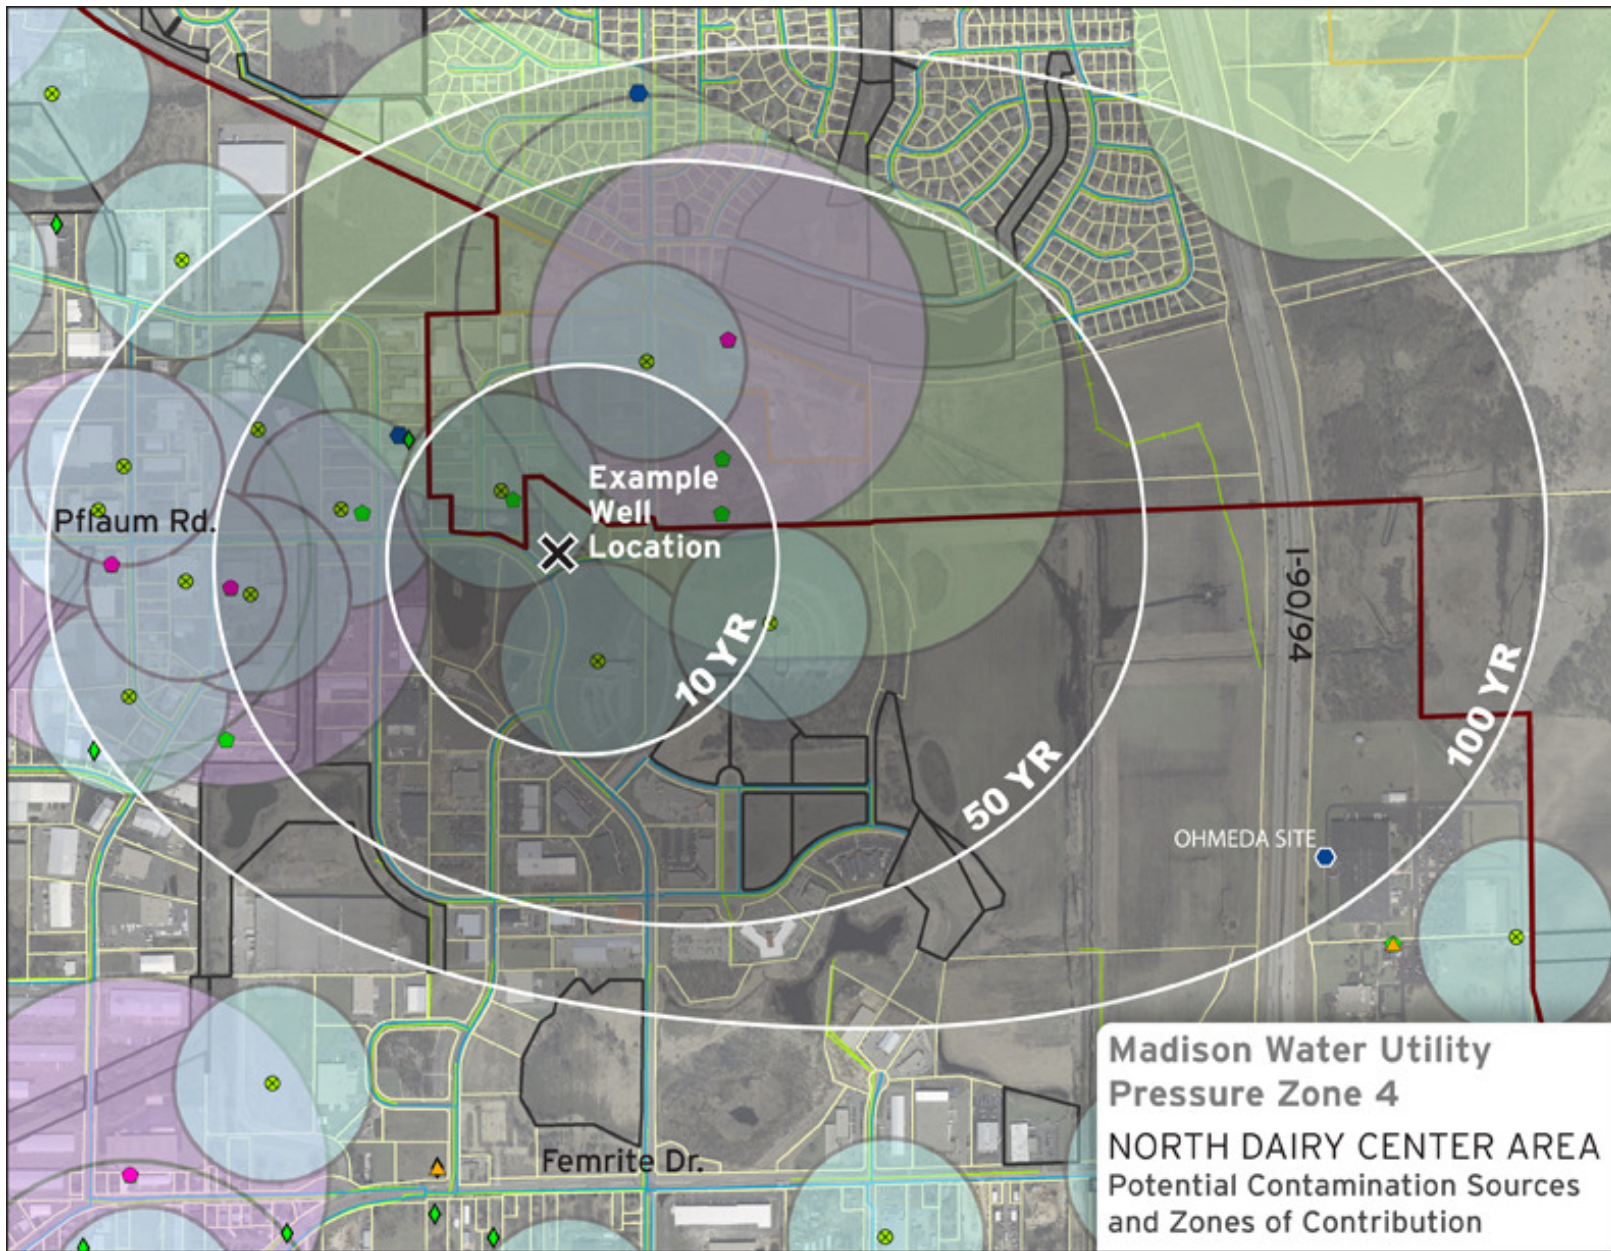 Example
Well
Location
Pflaum Rd.
10 YR
50 YR
100 YR
I-90/94
OHMEDA SITE
Femrite Dr.
Madison Water Utility
Pressure Zone 4
NORTH DAIRY CENTER AREA
Potential Contamination Sources
and Zones of Contribution